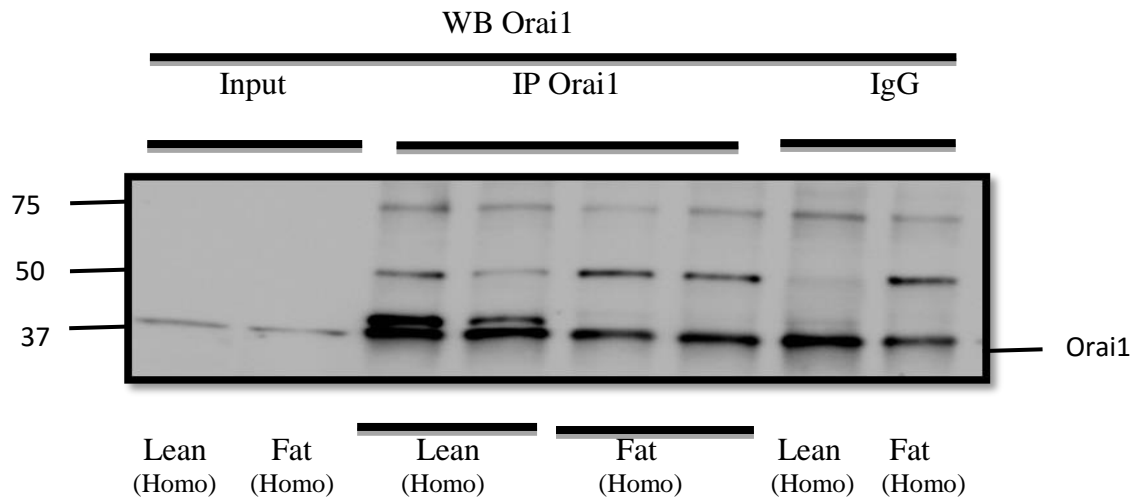 WB Orai1
Input IP Orai1 IgG
75
50
37
Orai1
Lean Fat Lean Fat Lean Fat
(Homo) (Homo) (Homo) (Homo) (Homo) (Homo)